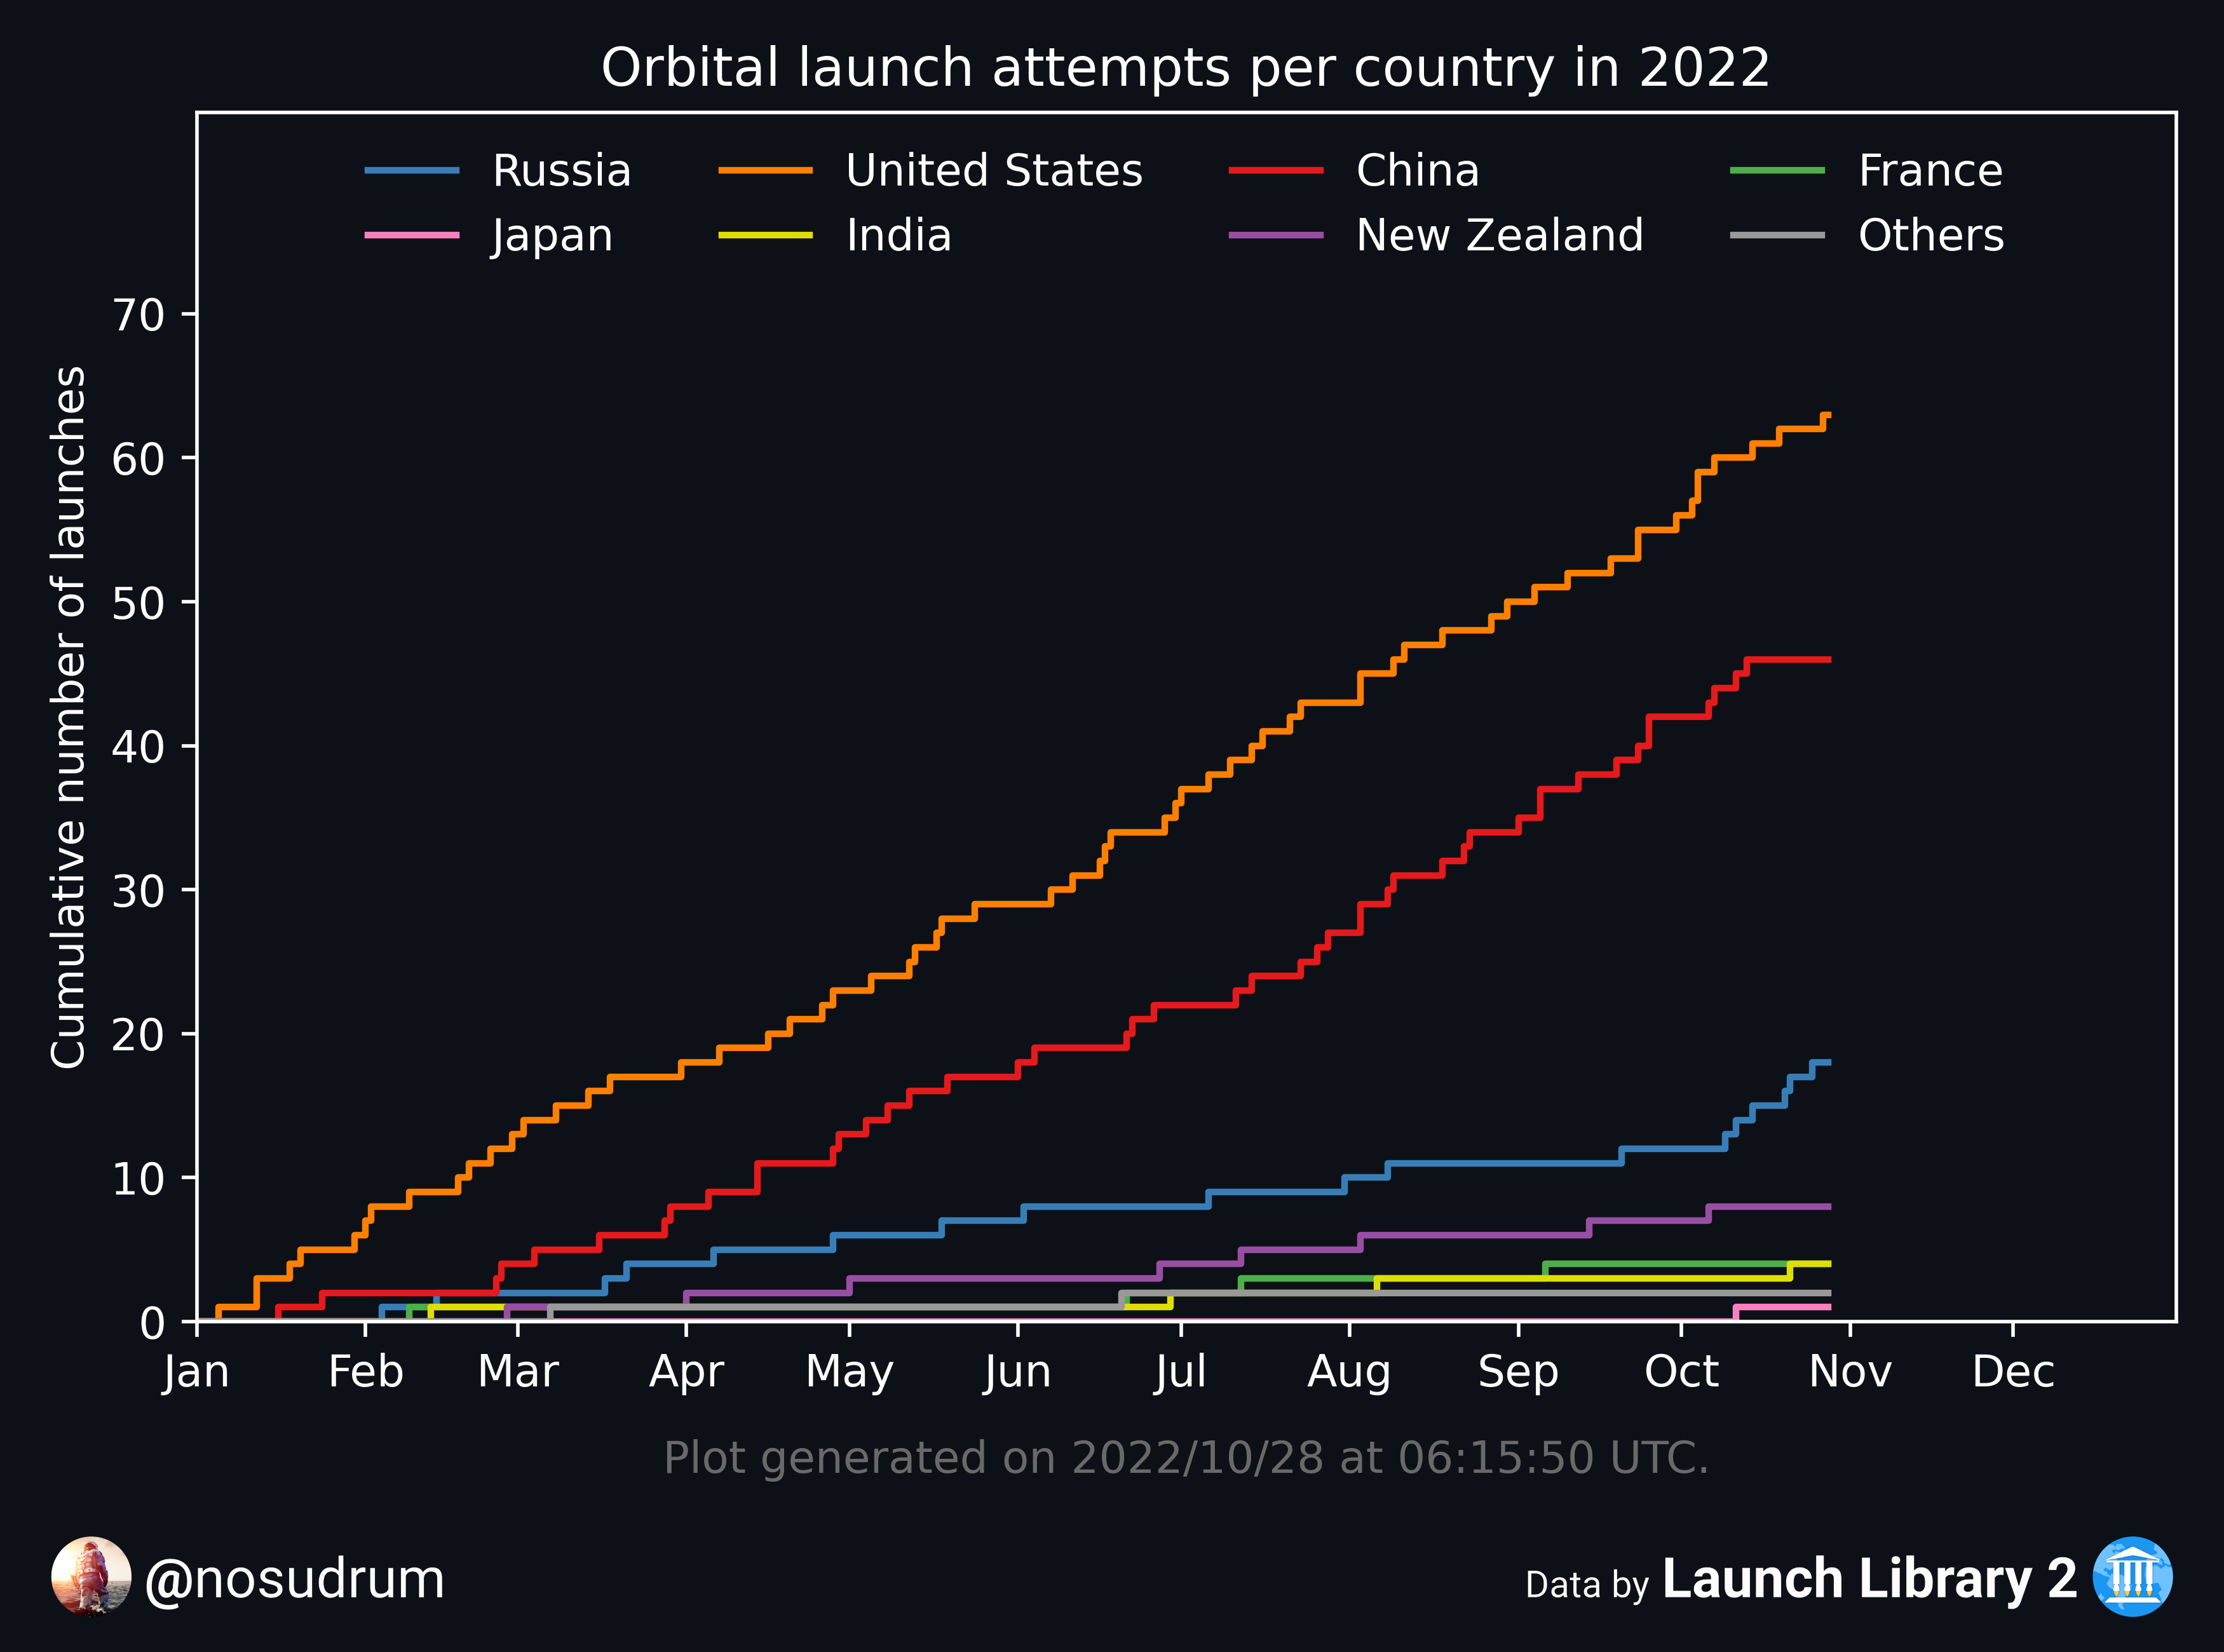 Orbital launch attempts per country in 2022
Russia United States China France
Japan India New Zealand Others
Cumulative number of launches
70
60
50
40
30
20
10
0
Jan Feb Mar Apr May Jun Jul Aug Sep Oct Nov Dec
Plot generated on 2022/10/28 at 06:15:50 UTC.
@nosudrum
Data by Launch Library 2